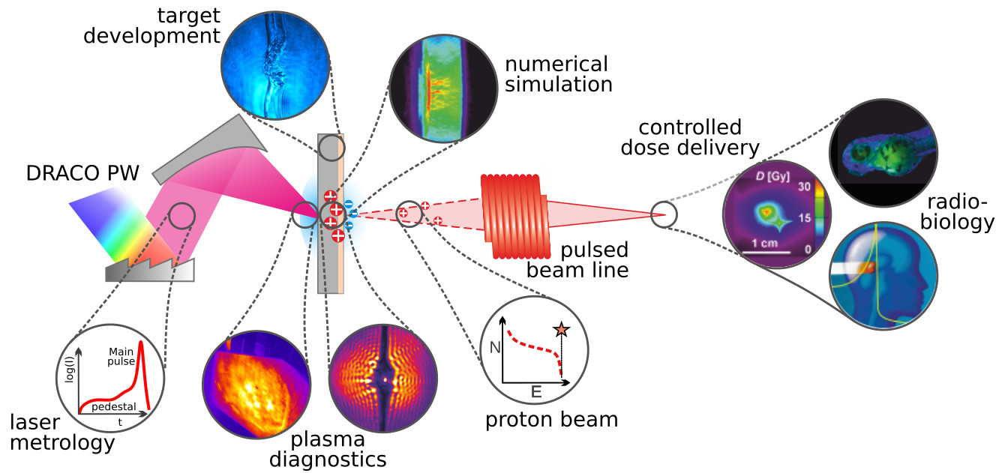 target
development
numerical
simulation
controlled
dose delivery
DRACO PW
D [Gy]
30
15
0
1 cm
radio-
biology
pulsed
beam line
log(I)
Main
pulse
pedestal
t
laser
metrology
plasma
diagnostics
N
E
proton beam